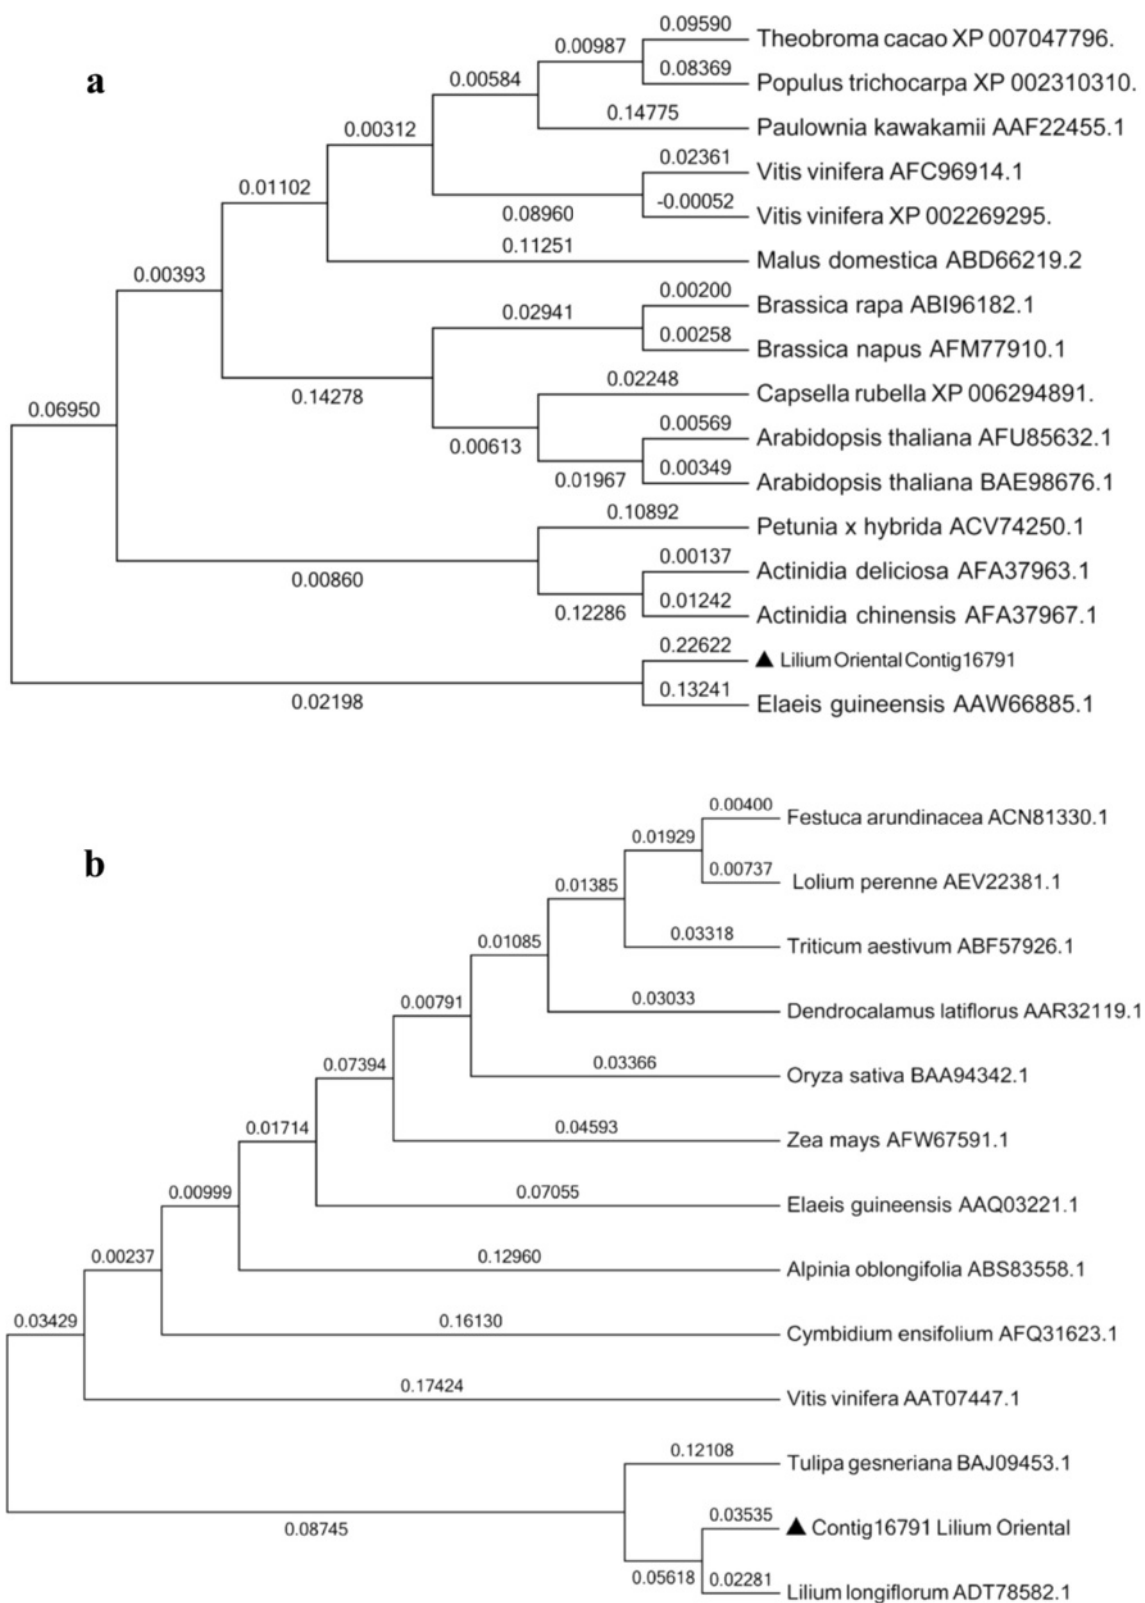 0.09590
Theobroma cacao XP 007047796.
0.00987
a
0.08369
Populus trichocarpa XP 002310310.
0.00584
0.14775
Paulownia kawakamii AAF22455.1
0.00312
0.02361
Vitis vinifera AFC96914.1
0.01102
-0.00052
Vitis vinifera XP 002269295.
0.08960
0.11251
Malus domestica ABD66219.2
0.00393
0.00200
Brassica rapa ABI96182.1
0.02941
0.00258
Brassica napus AFM77910.1
0.14278
0.02248
Capsella rubella XP 006294891.
0.06950
0.00569
Arabidopsis thaliana AFU85632.1
0.00613
0.01967
0.00349
Arabidopsis thaliana BAE98676.1
0.10892
Petunia x hybrida ACV74250.1
0.00860
0.00137
Actinidia deliciosa AFA37963.1
0.12286
0.01242
Actinidia chinensis AFA37967.1
0.22622
▲ Lilium Oriental Contig16791
0.02198
0.13241
Elaeis guineensis AAW66885.1
0.00400
Festuca arundinacea ACN81330.1
0.01929
b
0.00737
Lolium perenne AEV22381.1
0.01385
0.03318
Triticum aestivum ABF57926.1
0.01085
0.03033
Dendrocalamus latiflorus AAR32119.1
0.00791
0.03366
Oryza sativa BAA94342.1
0.07394
0.04593
Zea mays AFW67591.1
0.01714
0.07055
Elaeis guineensis AAQ03221.1
0.00999
0.12960
Alpinia oblongifolia ABS83558.1
0.00237
0.16130
Cymbidium ensifolium AFQ31623.1
0.03429
0.17424
Vitis vinifera AAT07447.1
0.12108
Tulipa gesneriana BAJ09453.1
0.08745
0.03535
▲ Contig16791 Lilium Oriental
0.05618
0.02281
Lilium longiflorum ADT78582.1